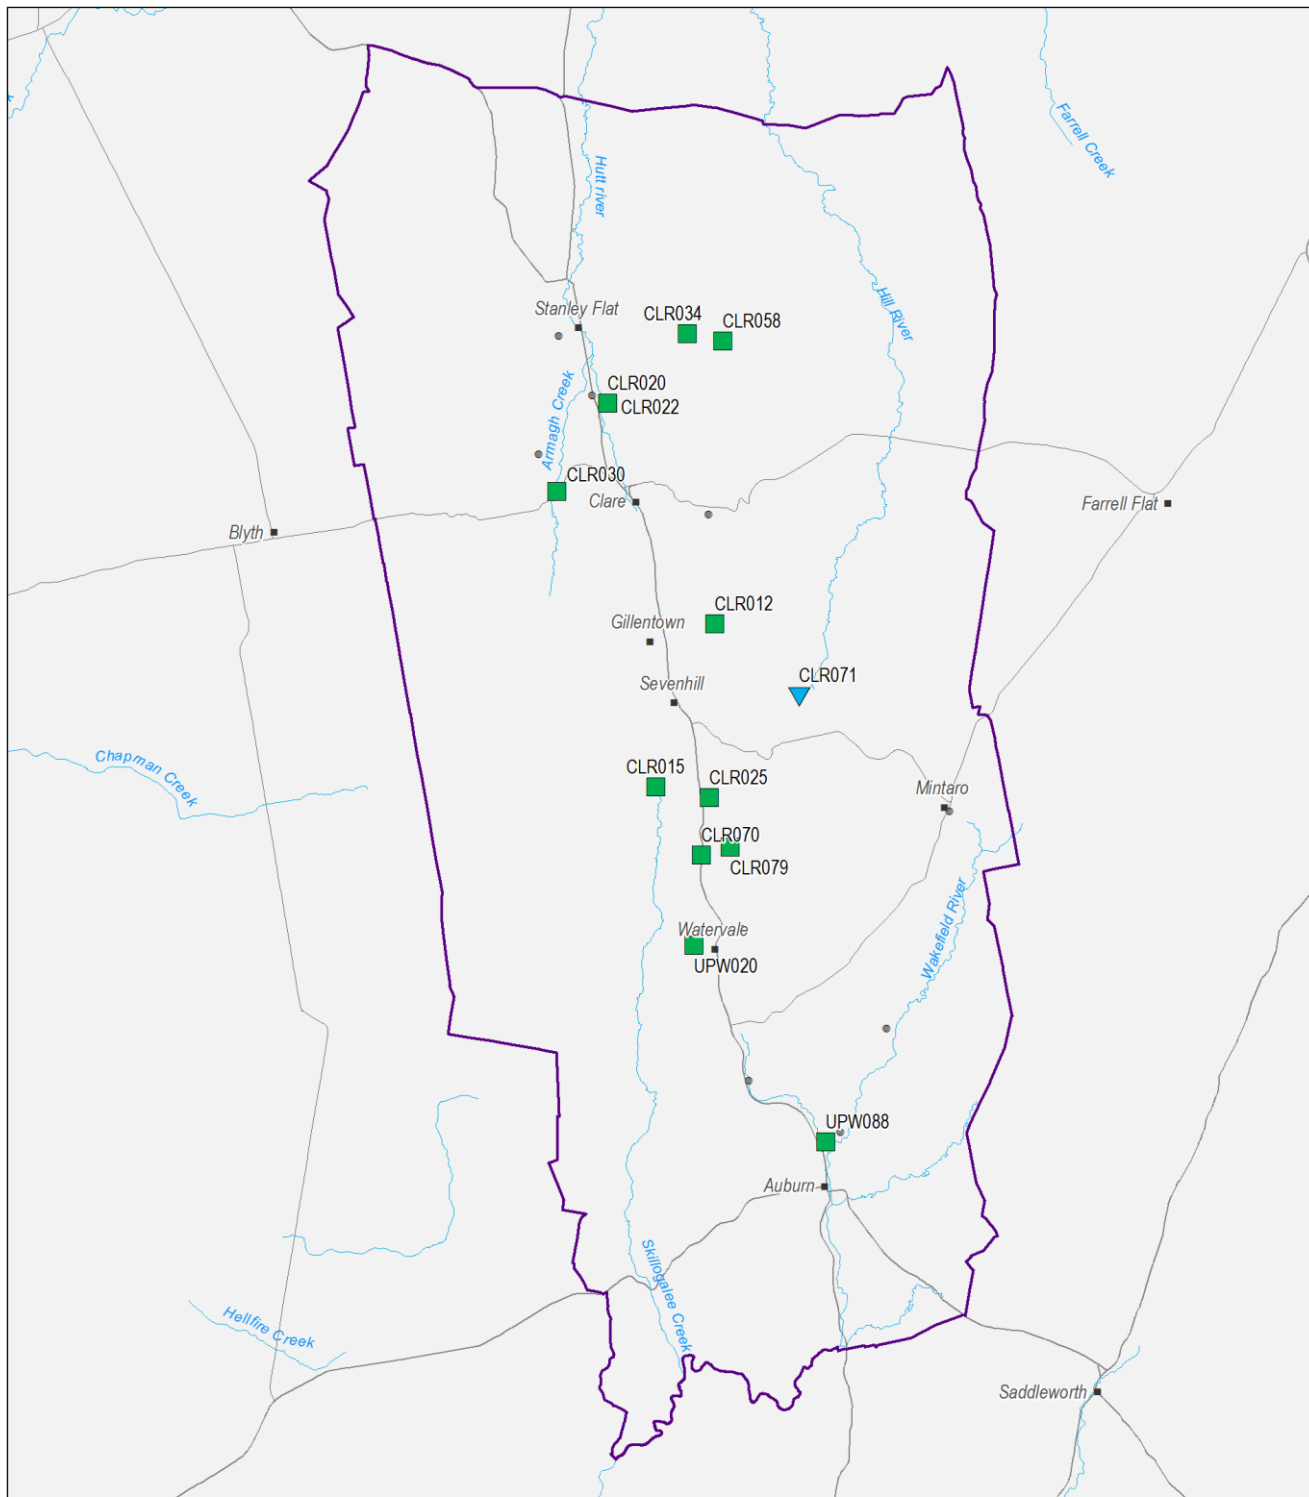 Farrell Creek
Hutt river
Hill River
Stanley Flat
CLR034
CLR058
CLR020
CLR022
Armagh Creek
CLR030
Clare
Farrell Flat
Blyth
CLR012
Gillentown
CLR071
Sevenhill
Chapman Creek
CLR015
CLR025
Mintaro
CLR070
CLR079
Wakefield River
Watervale
UPW020
UPW088
Auburn
Skillogalee Creek
Hellfire Creek
Saddleworth